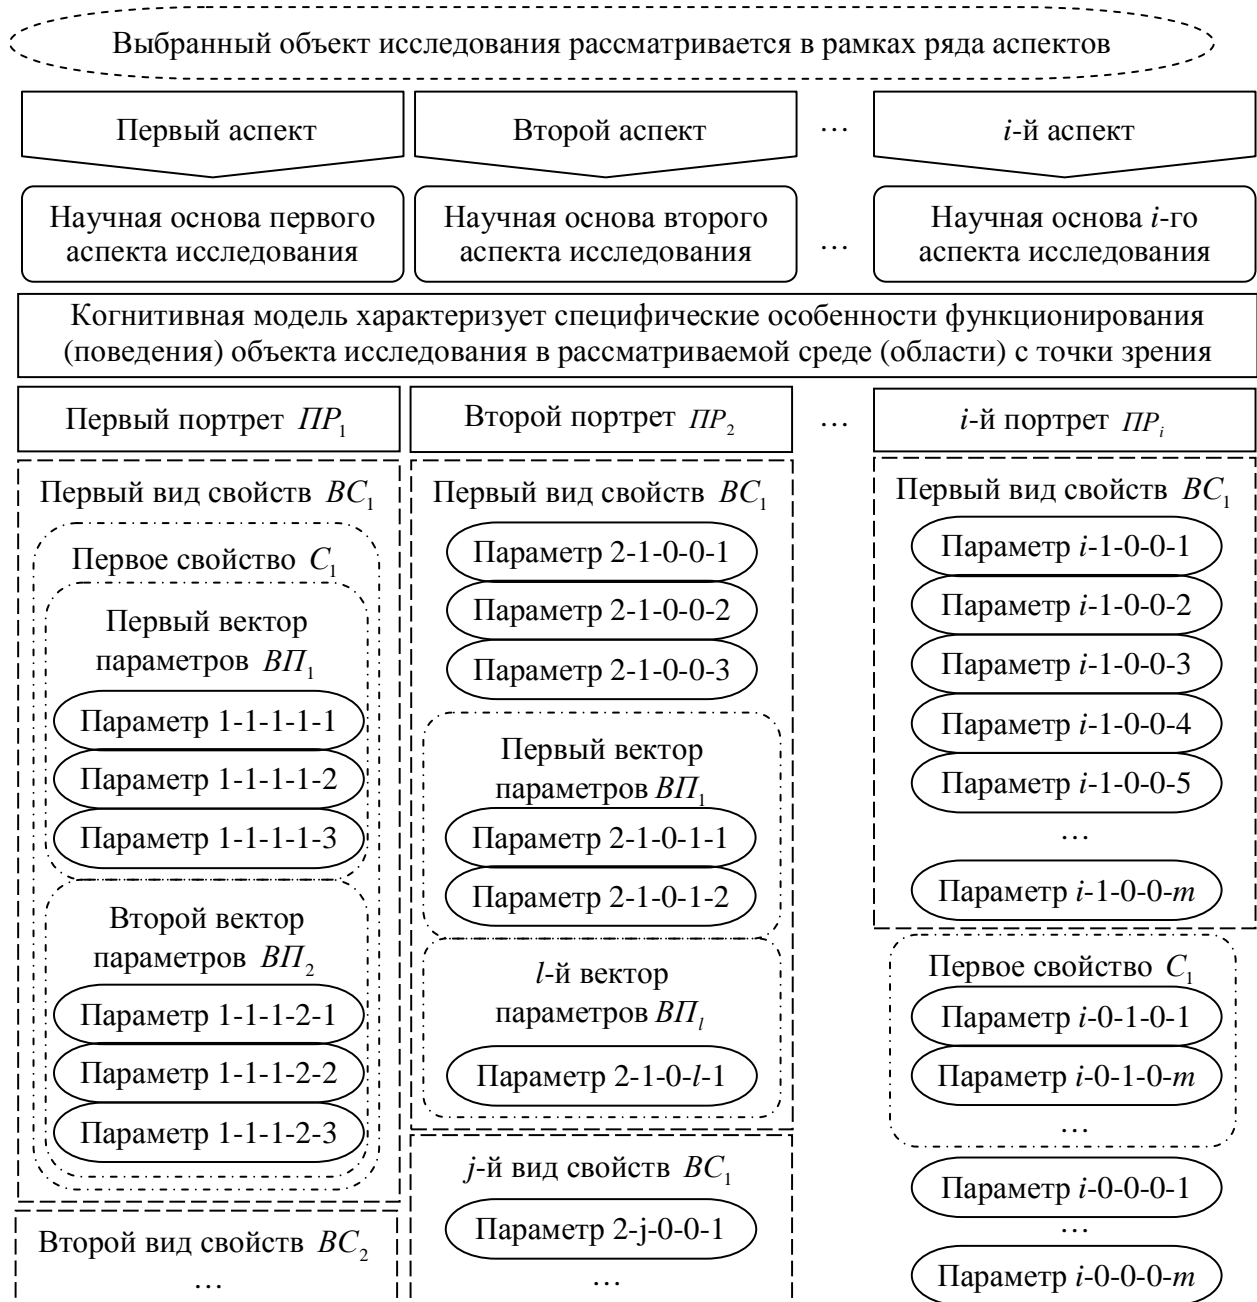 Выбранный объект исследования рассматривается в рамках ряда аспектов
Первый аспект
Второй аспект
…
i-й аспект
Научная основа первого
аспекта исследования
Научная основа второго
аспекта исследования
…
Научная основа i-го
аспекта исследования
Когнитивная модель характеризует специфические особенности функционирования
(поведения) объекта исследования в рассматриваемой среде (области) с точки зрения
Первый портрет ПР₁
Второй портрет ПР₂
…
i-й портрет ПРᵢ
Первый вид свойств ВС₁
Первое свойство С₁
Первый вектор
параметров ВП₁
Параметр 1-1-1-1-1
Параметр 1-1-1-1-2
Параметр 1-1-1-1-3
Второй вектор
параметров ВП₂
Параметр 1-1-1-2-1
Параметр 1-1-1-2-2
Параметр 1-1-1-2-3
Второй вид свойств ВС₂
…
Первый вид свойств ВС₁
Параметр 2-1-0-0-1
Параметр 2-1-0-0-2
Параметр 2-1-0-0-3
Первый вектор
параметров ВП₁
Параметр 2-1-0-1-1
Параметр 2-1-0-1-2
l-й вектор
параметров ВПₗ
Параметр 2-1-0-l-1
j-й вид свойств ВС₁
Параметр 2-j-0-0-1
…
Первый вид свойств ВС₁
Параметр i-1-0-0-1
Параметр i-1-0-0-2
Параметр i-1-0-0-3
Параметр i-1-0-0-4
Параметр i-1-0-0-5
…
Параметр i-1-0-0-m
Первое свойство С₁
Параметр i-0-1-0-1
Параметр i-0-1-0-m
…
Параметр i-0-0-0-1
…
Параметр i-0-0-0-m